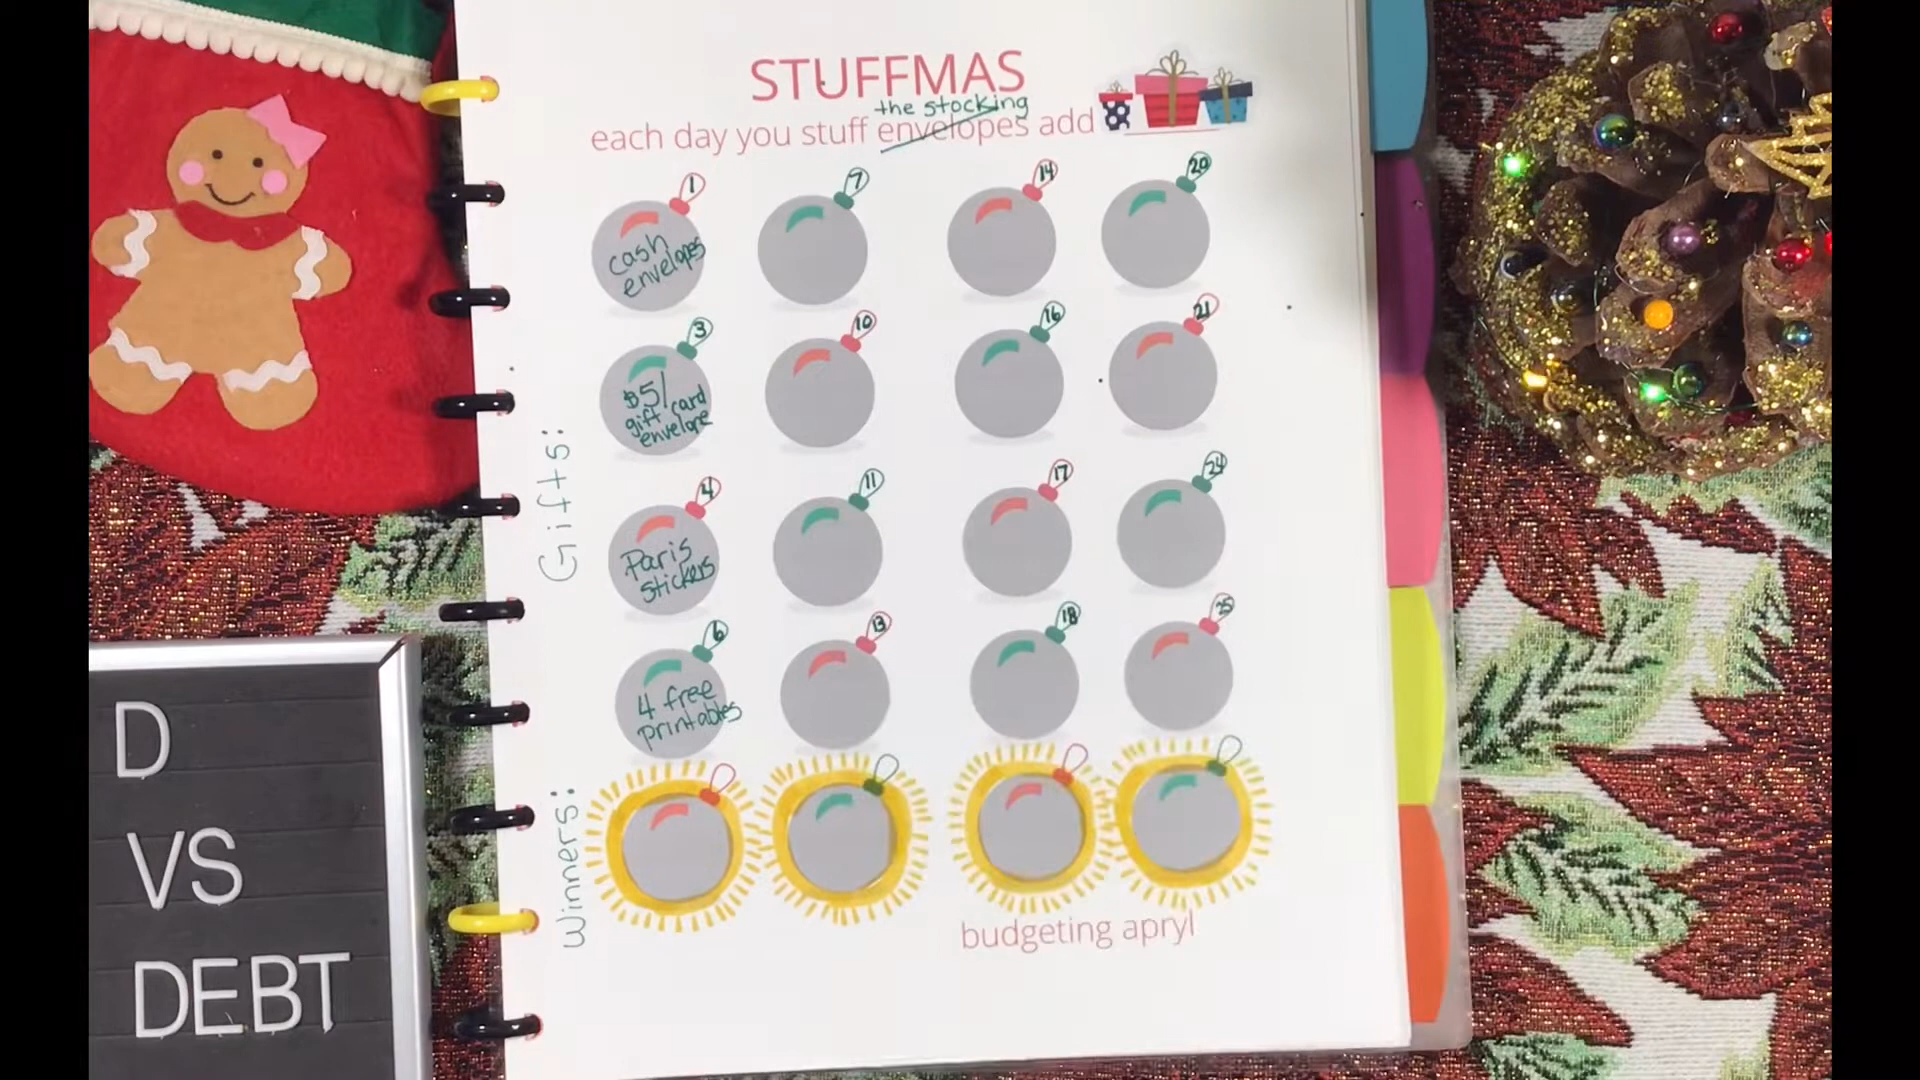 STUFFMAS
the stocking
each day you stuff envelopes add
1
7
14
20
cash
envelopes
3
10
16
21
$5/
gift card
envelope
4
11
17
24
Paris
stickers
6
13
18
25
4 free
printables
Gifts:
Winners:
budgeting apryl
D
VS
DEBT